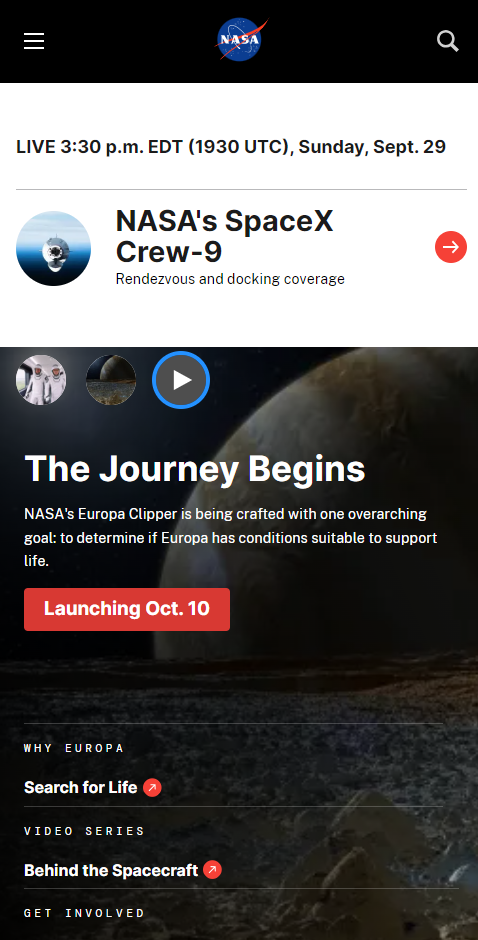 NASA
LIVE 3:30 p.m. EDT (1930 UTC), Sunday, Sept. 29
NASA's SpaceX
Crew-9
Rendezvous and docking coverage
The Journey Begins
NASA's Europa Clipper is being crafted with one overarching
goal: to determine if Europa has conditions suitable to support
life.
Launching Oct. 10
WHY EUROPA
Search for Life
VIDEO SERIES
Behind the Spacecraft
GET INVOLVED